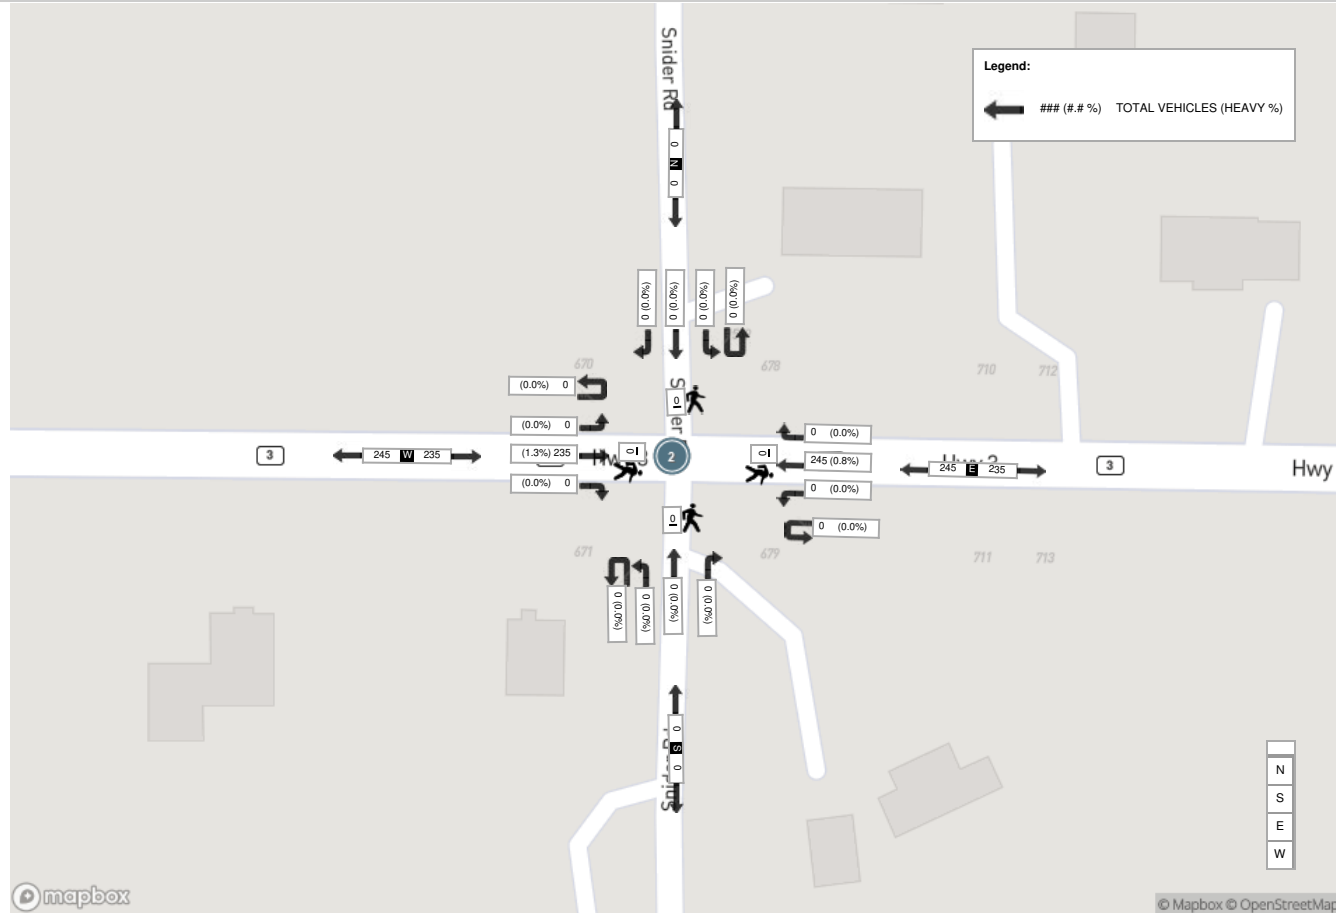 Snider Rd
Legend:
### (#.# %) TOTAL VEHICLES (HEAVY %)
0 N 0
0 (0.0%)
0 (0.0%)
0 (0.0%)
0 (0.0%)
670
678
710
712
(0.0%) 0
0
(0.0%) 0
0 (0.0%)
3
245 W 235
(1.3%) 235
0
2
0
245 (0.8%)
245 E 235
3
Hwy
(0.0%) 0
0 (0.0%)
0
0 (0.0%)
671
679
711
713
0 (0.0%)
0 (0.0%)
0 (0.0%)
0 (0.0%)
0 S 0
N
S
E
W
mapbox
© Mapbox © OpenStreetMap